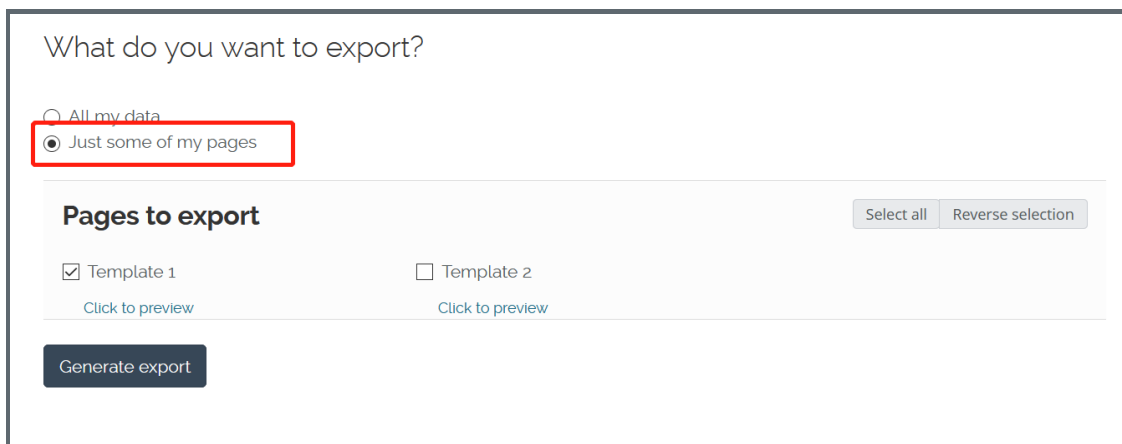 What do you want to export?
All my data
Just some of my pages
Pages to export
Select all Reverse selection
Template 1 Template 2
Click to preview Click to preview
Generate export